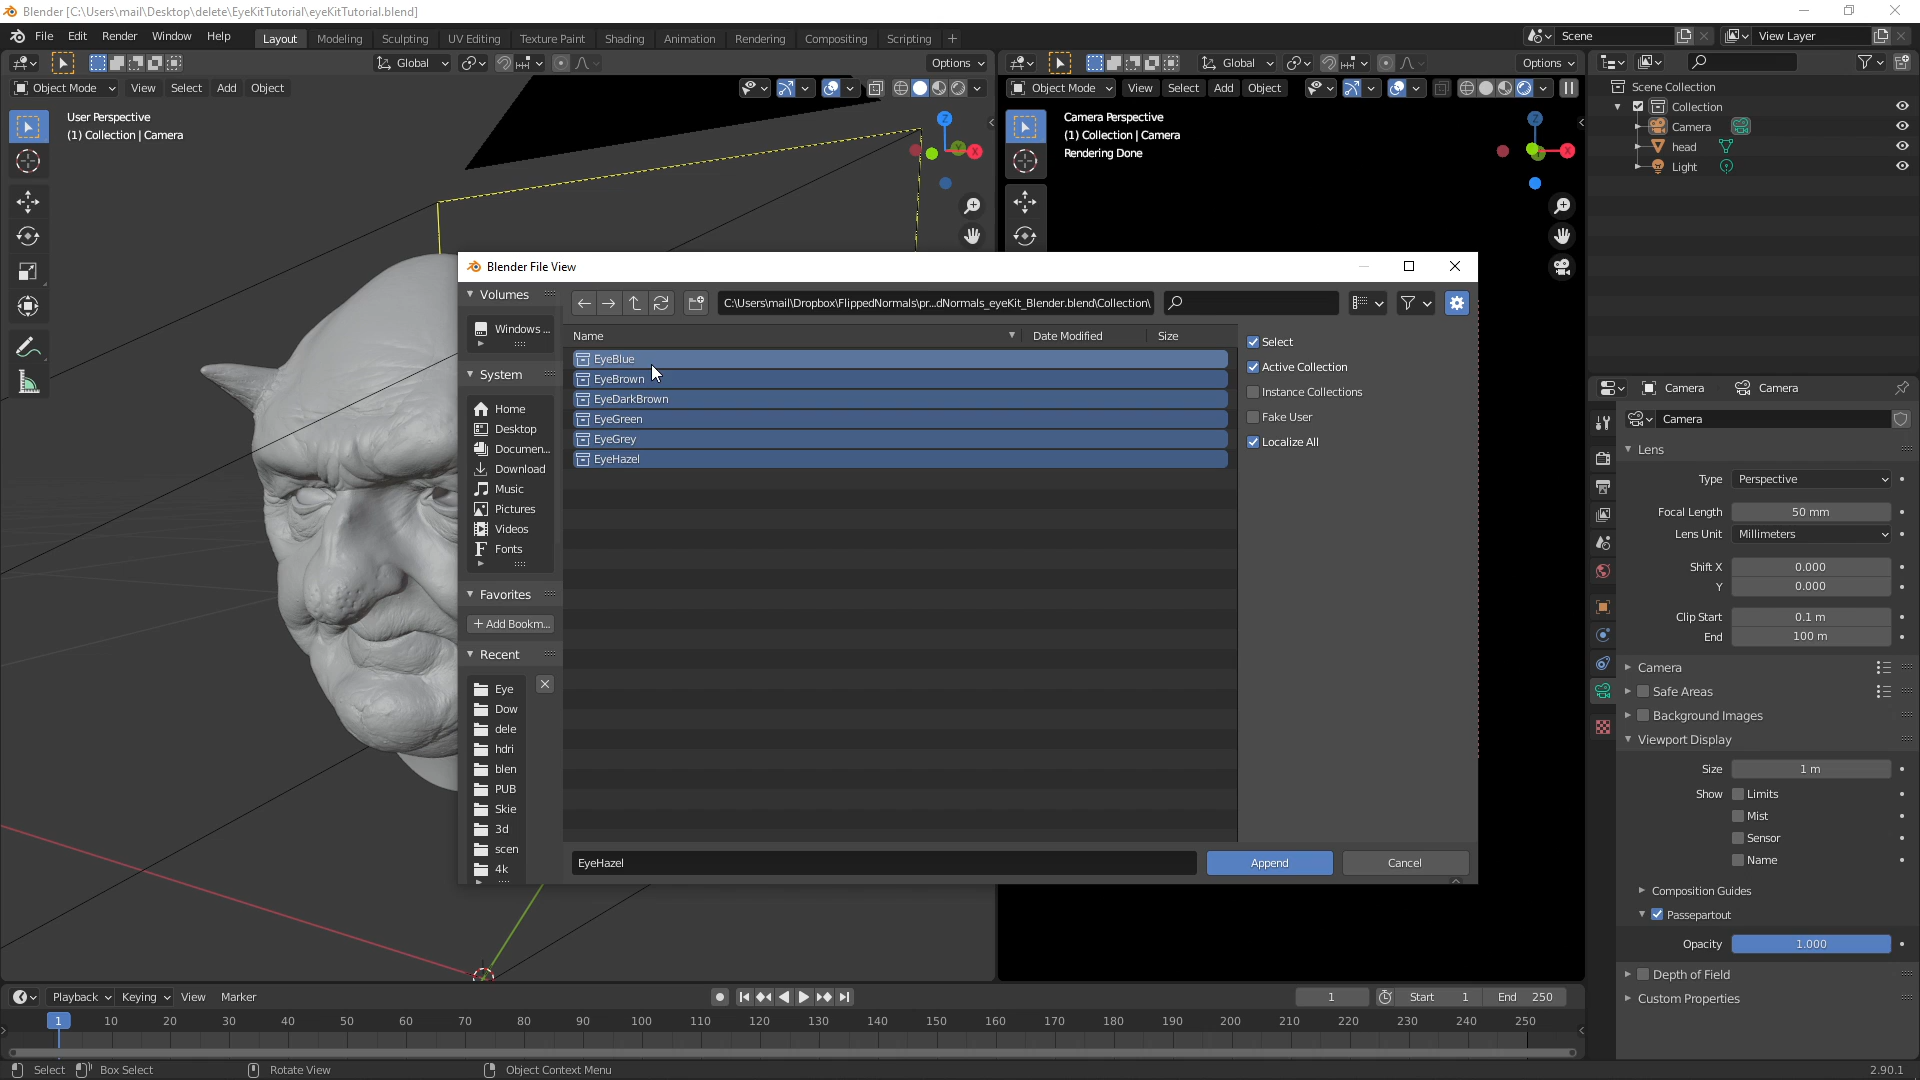 Blender [C:\Users\mail\Desktop\delete\EyeKitTutorial\eyeKitTutorial.blend]
File Edit Render Window Help Layout Modeling Sculpting UV Editing Texture Paint Shading Animation Rendering Compositing Scripting + Scene View Layer
Global Options
Object Mode View Select Add Object
User Perspective
(1) Collection | Camera
Z
X
Y
Global Options
Object Mode View Select Add Object
Camera Perspective
(1) Collection | Camera
Rendering Done
X
Scene Collection
Collection
Camera
head
Light
Blender File View
Volumes
Windows ...
System
Home
Desktop
Documen...
Download
Music
Pictures
Videos
Fonts
Favorites
+ Add Bookm...
Recent
Eye
Dow
dele
hdri
blen
PUB
Skie
3d
scen
4k
C:\Users\mail\Dropbox\FlippedNormals\pr...dNormals_eyeKit_Blender.blend\Collection\
Name Date Modified Size
EyeBlue
EyeBrown
EyeDarkBrown
EyeGreen
EyeGrey
EyeHazel
Select
Active Collection
Instance Collections
Fake User
Localize All
EyeHazel Append Cancel
Camera Camera
Camera
Lens
Type Perspective
Focal Length 50 mm
Lens Unit Millimeters
Shift X 0.000
Y 0.000
Clip Start 0.1 m
End 100 m
Camera
Safe Areas
Background Images
Viewport Display
Size 1 m
Show Limits
Mist
Sensor
Name
Composition Guides
Passepartout
Opacity 1.000
Depth of Field
Custom Properties
Playback Keying View Marker 1 Start 1 End 250
1 10 20 30 40 50 60 70 80 90 100 110 120 130 140 150 160 170 180 190 200 210 220 230 240 250
Select Box Select Rotate View Object Context Menu 2.90.1